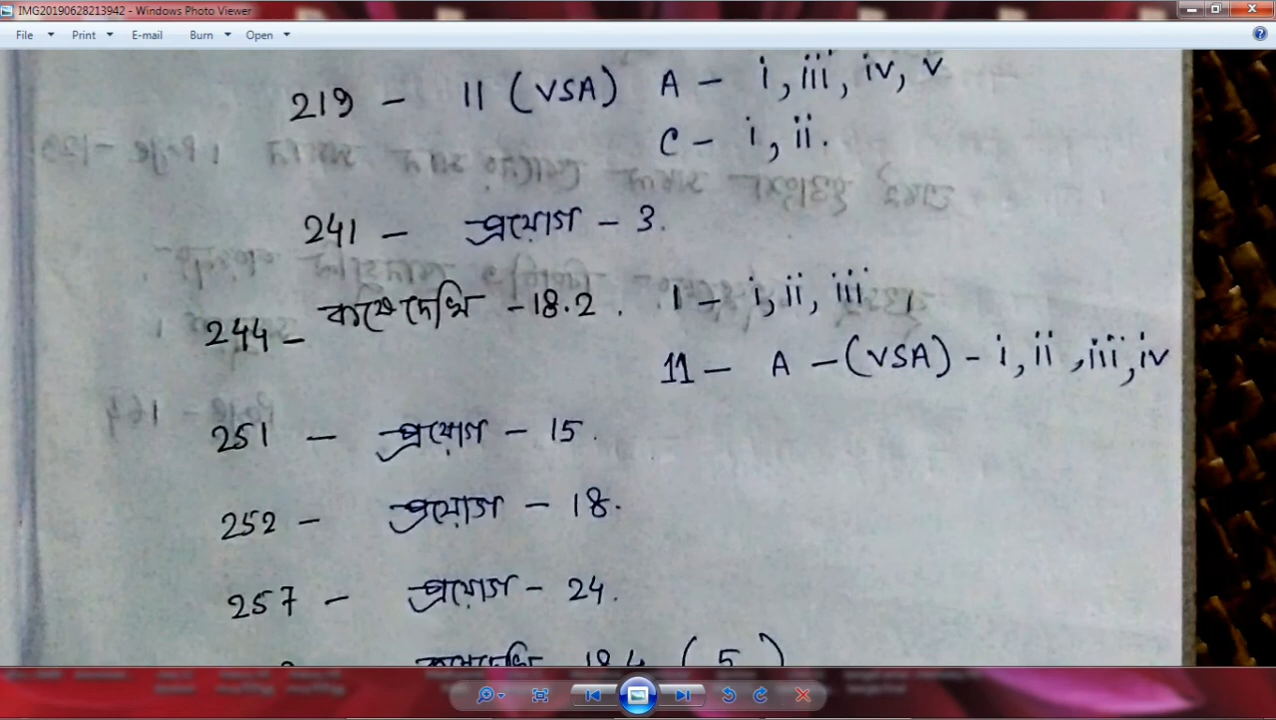 IMG20190628213942 - Windows Photo Viewer
File Print E-mail Burn Open
219 - 11 (VSA) A - i, iii, iv, v
C - i, ii.
241 - প্রয়োগ - 3.
244 - কষে দেখি - 18.2. 1 - i, ii, iii,
11 - A - (VSA) - i, ii, iii, iv
251 - প্রয়োগ - 15.
252 - প্রয়োগ - 18.
257 - প্রয়োগ - 24.
কষে দেখি (5)